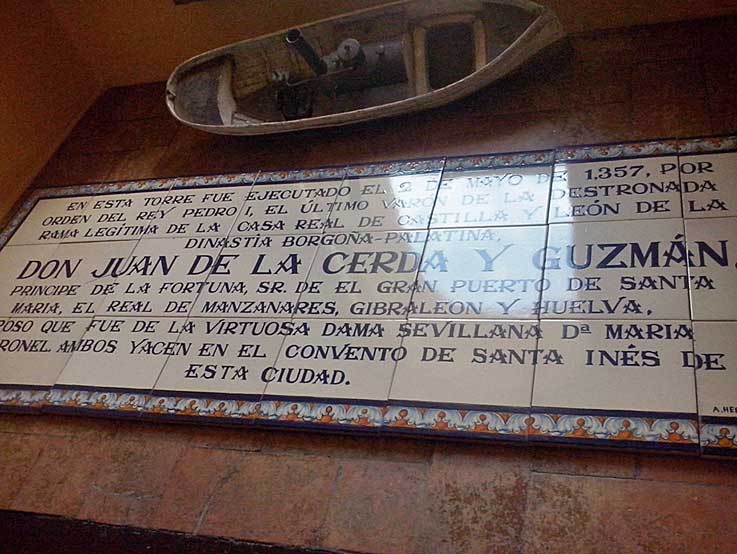 EN ESTA TORRE FUE EJECUTADO EL 2 DE MAYO DE 1.357, POR
ORDEN DEL REY PEDRO I, EL ÚLTIMO VARÓN DE LA DESTRONADA
RAMA LEGÍTIMA DE LA CASA REAL DE CASTILLA Y LEÓN DE LA
DINASTÍA BORGOÑA-PALATINA,
DON JUAN DE LA CERDA Y GUZMÁN,
PRINCIPE DE LA FORTUNA, SR. DE EL GRAN PUERTO DE SANTA
MARIA, EL REAL DE MANZANARES, GIBRALEON Y HUELVA,
POSO QUE FUE DE LA VIRTUOSA DAMA SEVILLANA Dª MARIA
RONEL. AMBOS YACEN EN EL CONVENTO DE SANTA INÉS DE
ESTA CIUDAD.
A. HER